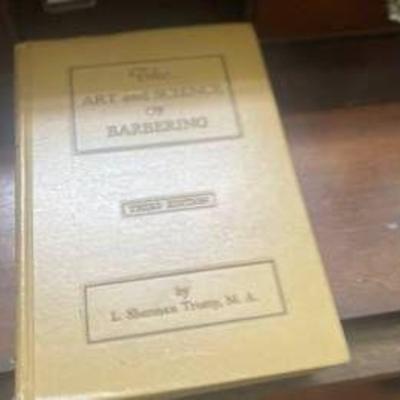 The
ART and SCIENCE
OF
BARBERING
THIRD EDITION
by
L. Sherman Trusty, M. A.